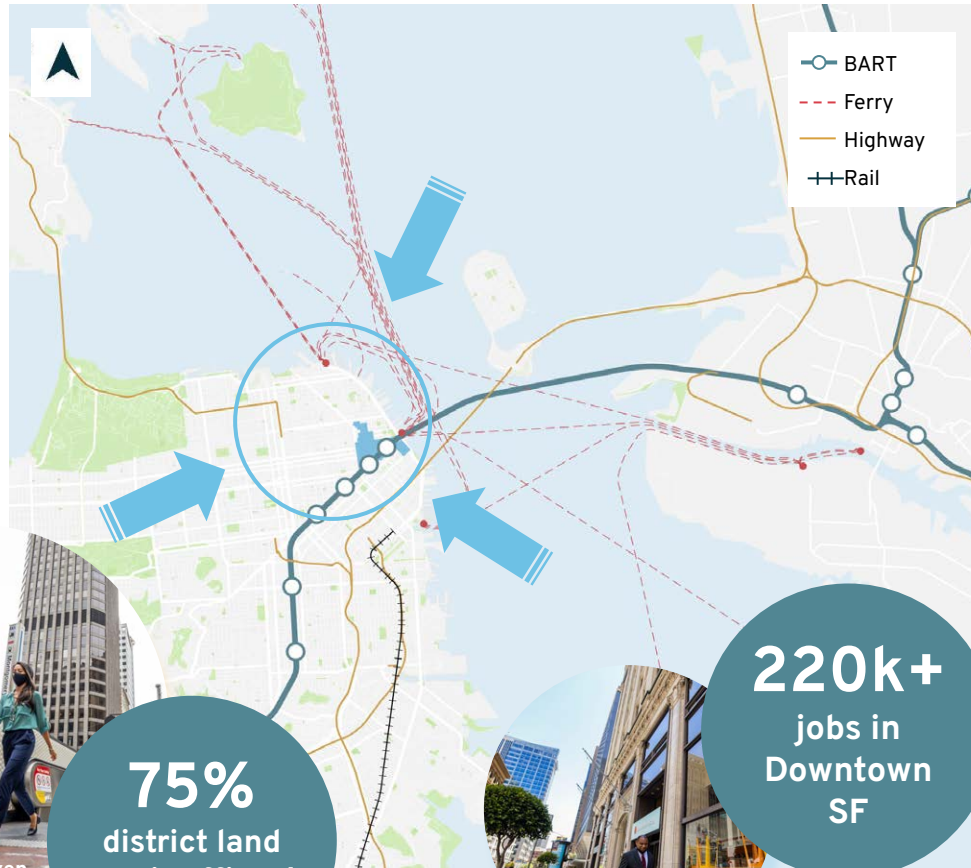 BART
Ferry
Highway
Rail
220k+
jobs in
Downtown
SF
75%
district land